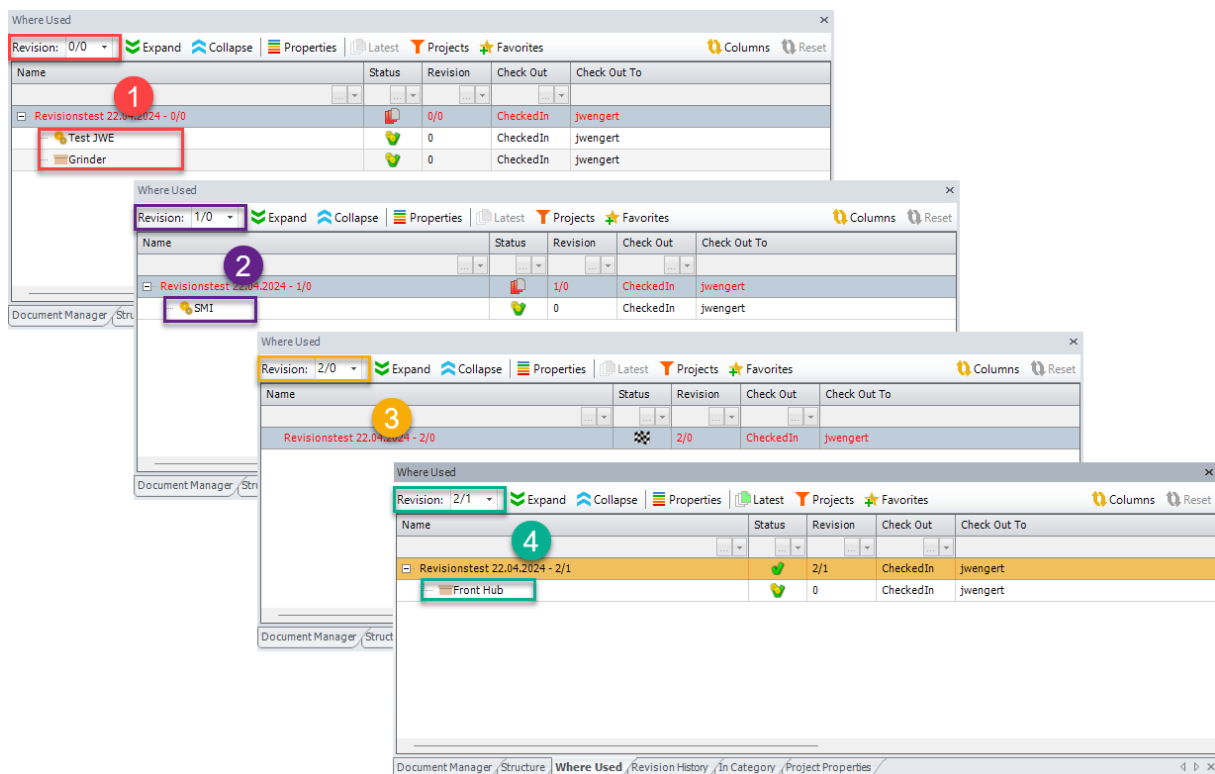 Where Used
Revision: 0/0 Expand Collapse Properties Latest Projects Favorites Columns Reset
Name Status Revision Check Out Check Out To
1
Revisionstest 22.04.2024 - 0/0 0/0 CheckedIn jwengert
Test JWE 0 CheckedIn jwengert
Grinder 0 CheckedIn jwengert
Document Manager
Where Used
Revision: 1/0 Expand Collapse Properties Latest Projects Favorites Columns Reset
Name Status Revision Check Out Check Out To
2
Revisionstest 22.04.2024 - 1/0 1/0 CheckedIn jwengert
SMI 0 CheckedIn jwengert
Document Manager
Where Used
Revision: 2/0 Expand Collapse Properties Latest Projects Favorites Columns Reset
Name Status Revision Check Out Check Out To
3
Revisionstest 22.04.2024 - 2/0 2/0 CheckedIn jwengert
Document Manager Struct
Where Used
Revision: 2/1 Expand Collapse Properties Latest Projects Favorites Columns Reset
Name Status Revision Check Out Check Out To
4
Revisionstest 22.04.2024 - 2/1 2/1 CheckedIn jwengert
Front Hub 0 CheckedIn jwengert
Document Manager Structure Where Used Revision History In Category Project Properties